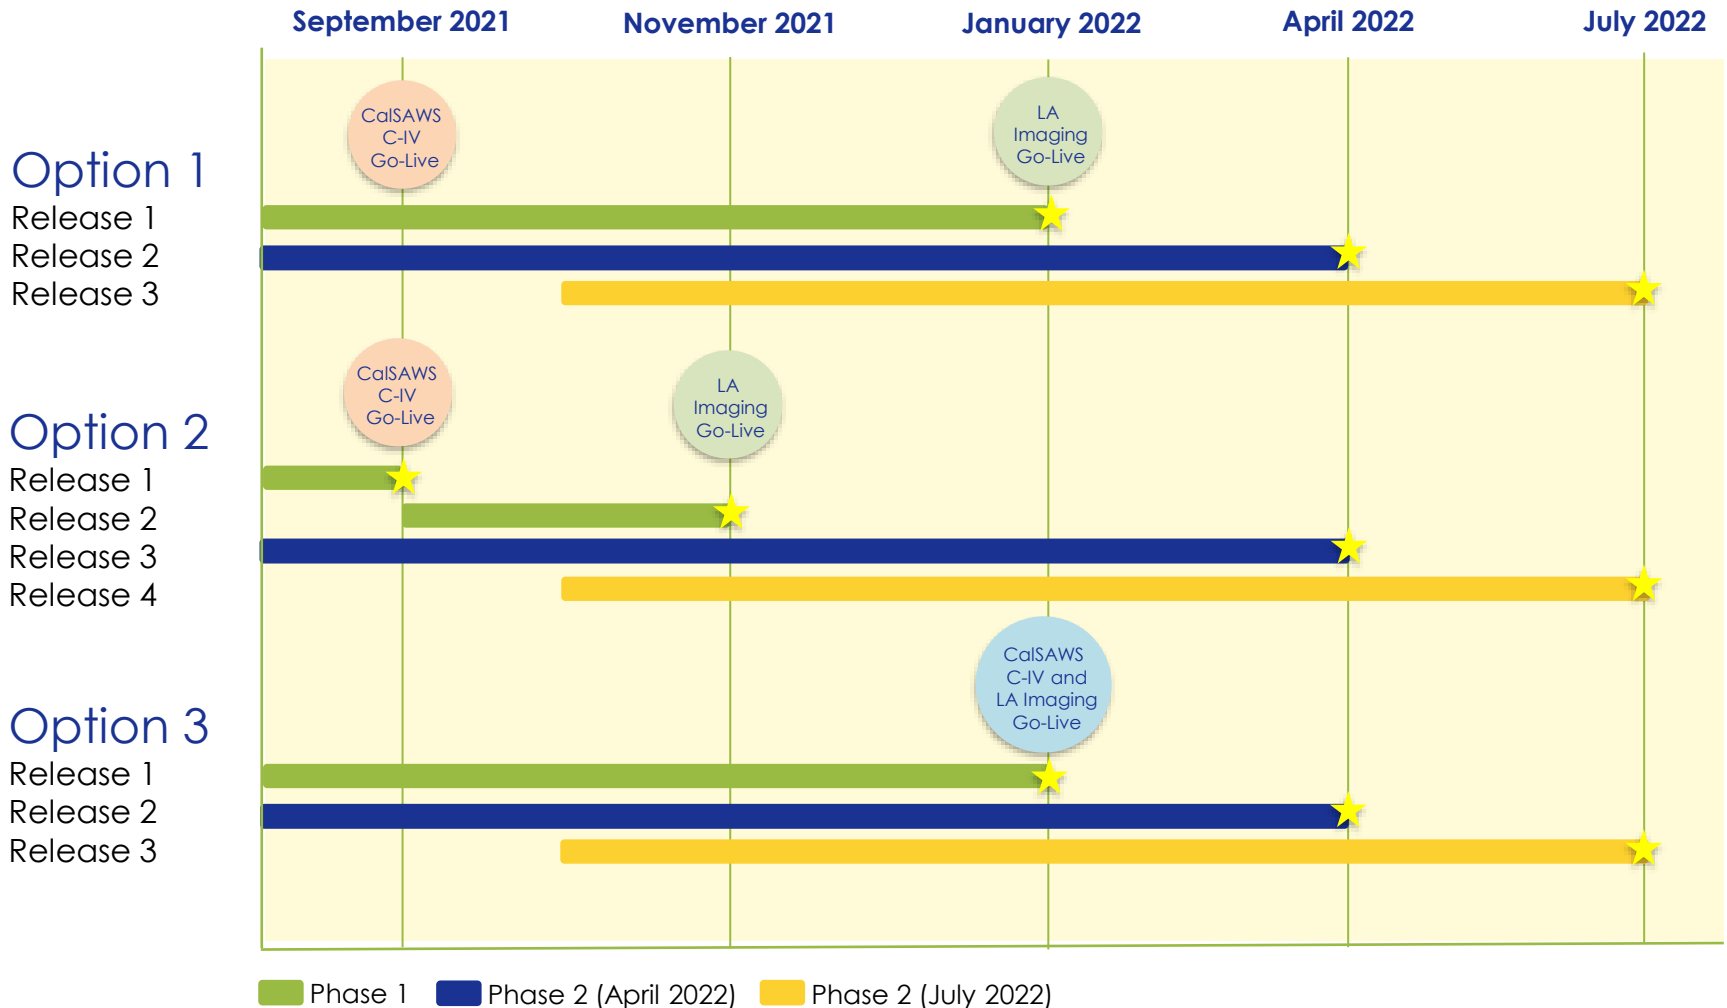 September 2021
November 2021
January 2022
April 2022
July 2022
CalSAWS
C-IV
Go-Live
LA
Imaging
Go-Live
Option 1
Release 1
Release 2
Release 3
CalSAWS
C-IV
Go-Live
LA
Imaging
Go-Live
Option 2
Release 1
Release 2
Release 3
Release 4
CalSAWS
C-IV and
LA Imaging
Go-Live
Option 3
Release 1
Release 2
Release 3
Phase 1
Phase 2 (April 2022)
Phase 2 (July 2022)